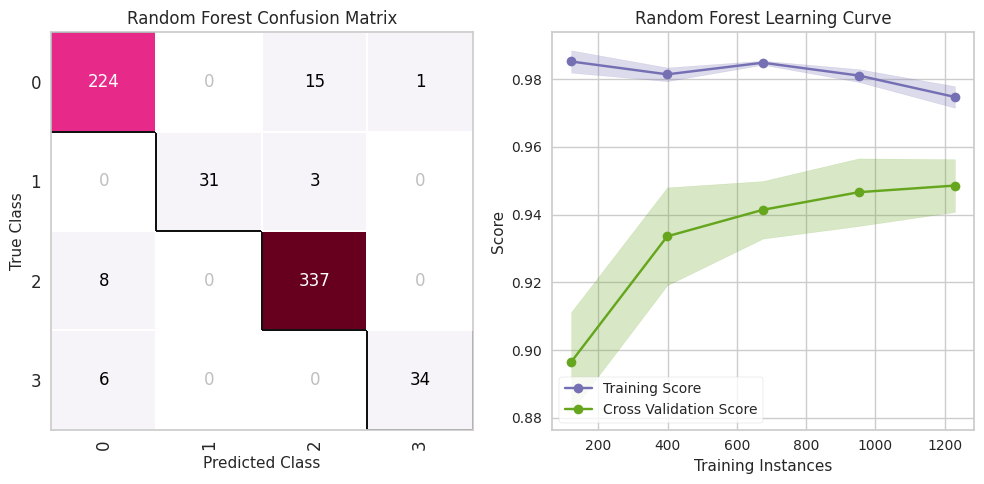 Random Forest Confusion Matrix
True Class
0 224 0 15 1
1 0 31 3 0
2 8 0 337 0
3 6 0 0 34
0 1 2 3
Predicted Class
Random Forest Learning Curve
Score
0.98
0.96
0.94
0.92
0.90
0.88
Training Score
Cross Validation Score
200 400 600 800 1000 1200
Training Instances